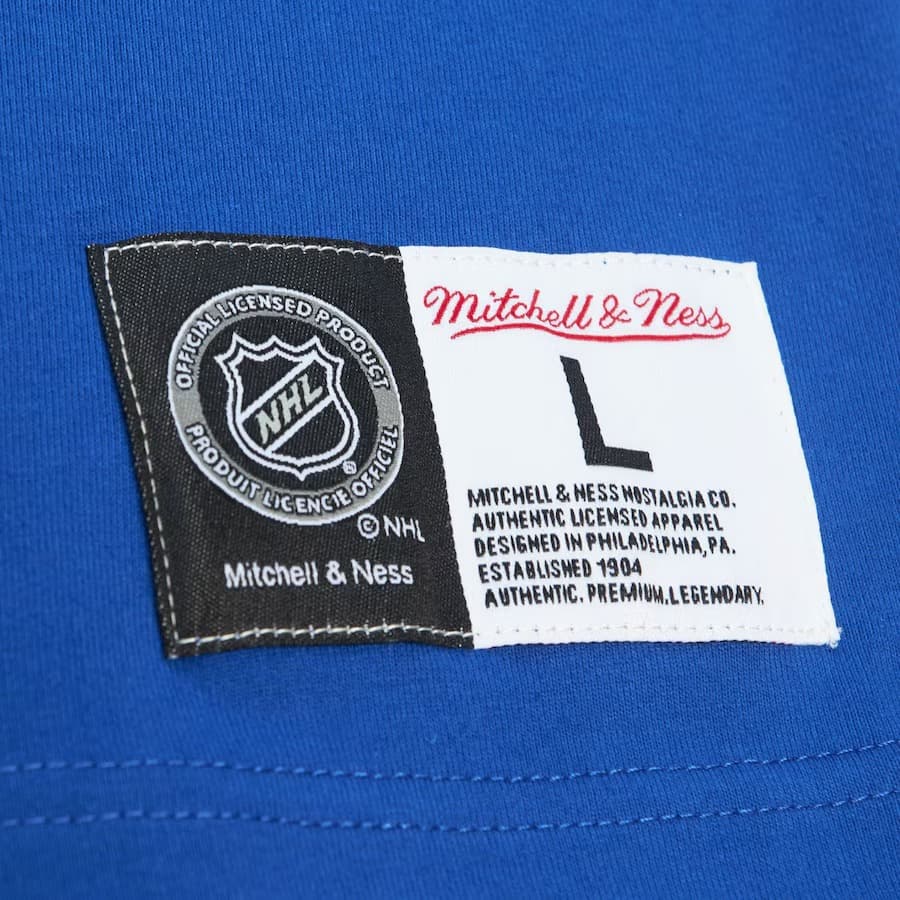 OFFICIAL LICENSED PRODUCT
NHL
®
PRODUIT LICENCIE OFFICIEL
© NHL
Mitchell & Ness
Mitchell & Ness
L
MITCHELL & NESS NOSTALGIA CO.
AUTHENTIC LICENSED APPAREL
DESIGNED IN PHILADELPHIA, PA.
ESTABLISHED 1904
AUTHENTIC. PREMIUM. LEGENDARY.